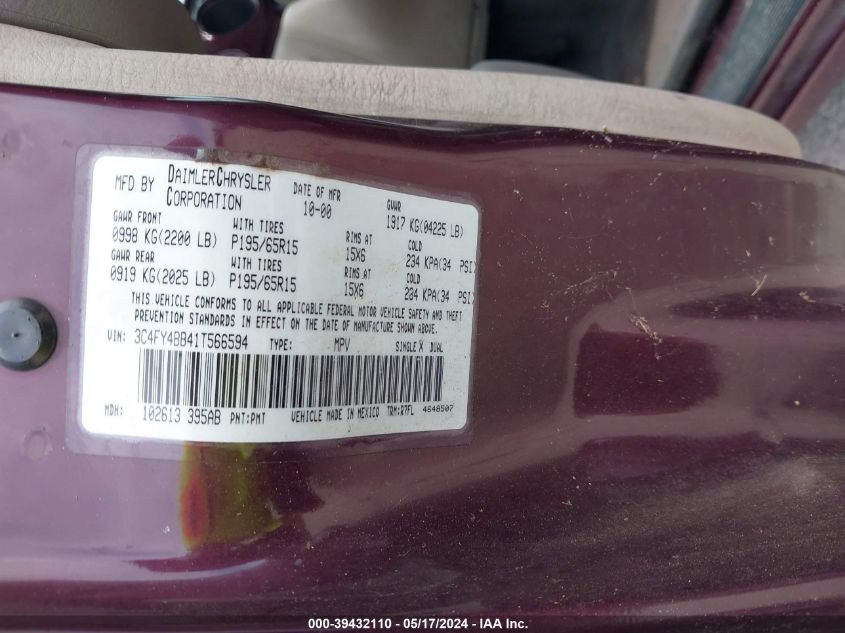 MFD BY DAIMLERCHRYSLER CORPORATION
DATE OF MFR 10-00
GVWR 1917 KG(04225 LB)
GAWR FRONT WITH TIRES RIMS AT COLD
0998 KG(2200 LB) P195/65R15 15X6 234 KPA(34 PSI)
GAWR REAR WITH TIRES RIMS AT COLD
0919 KG(2025 LB) P195/65R15 15X6 234 KPA(34 PSI)
THIS VEHICLE CONFORMS TO ALL APPLICABLE FEDERAL MOTOR VEHICLE SAFETY AND THEFT
PREVENTION STANDARDS IN EFFECT ON THE DATE OF MANUFACTURE SHOWN ABOVE.
VIN: 3C4FY4BB41T566594 TYPE: MPV SINGLE X DUAL
MDH: 102613 395AB PNT:PMT VEHICLE MADE IN MEXICO TRM:Q7FL 4648507
000-39432110 - 05/17/2024 - IAA Inc.